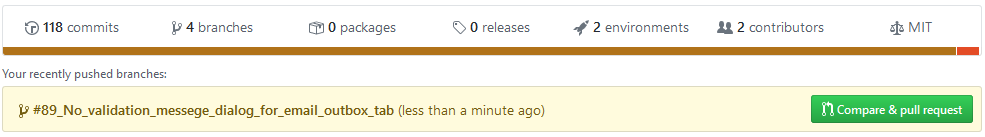 118 commits 4 branches 0 packages 0 releases 2 environments 2 contributors MIT
Your recently pushed branches:
#89_No_validation_messege_dialog_for_email_outbox_tab (less than a minute ago) Compare & pull request